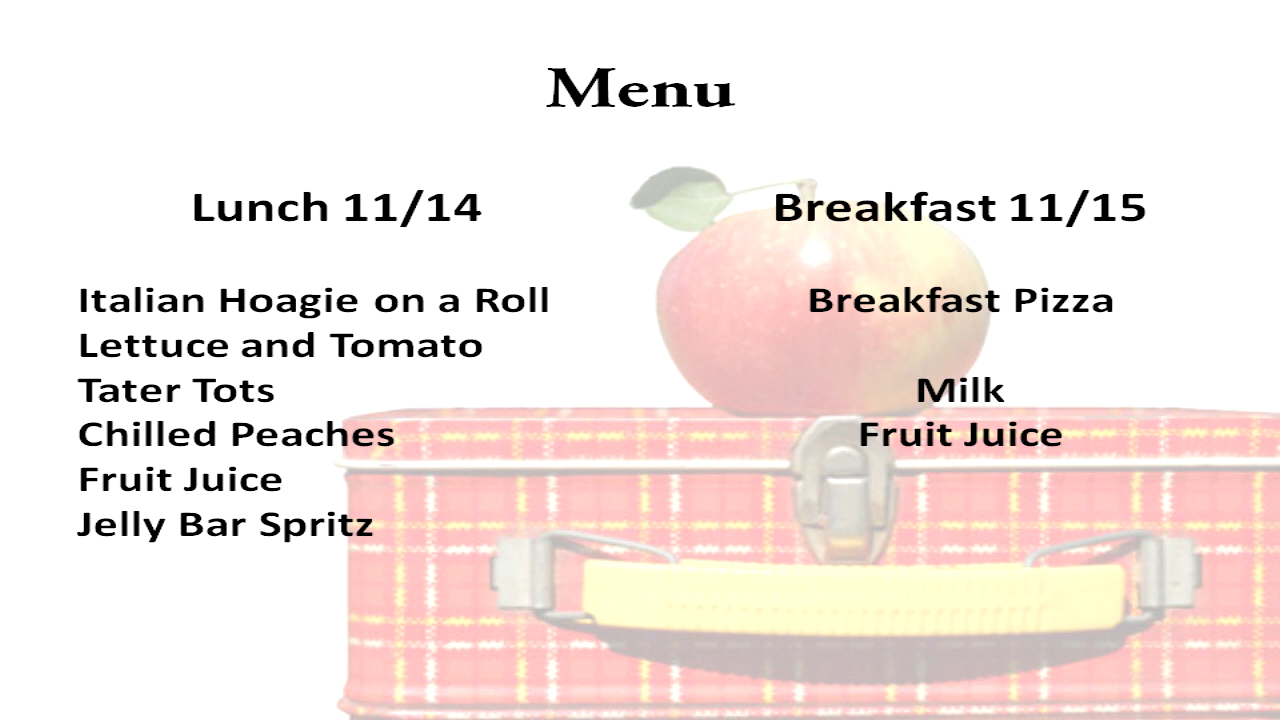 Menu
Lunch 11/14
Italian Hoagie on a Roll
Lettuce and Tomato
Tater Tots
Chilled Peaches
Fruit Juice
Jelly Bar Spritz
Breakfast 11/15
Breakfast Pizza
Milk
Fruit Juice